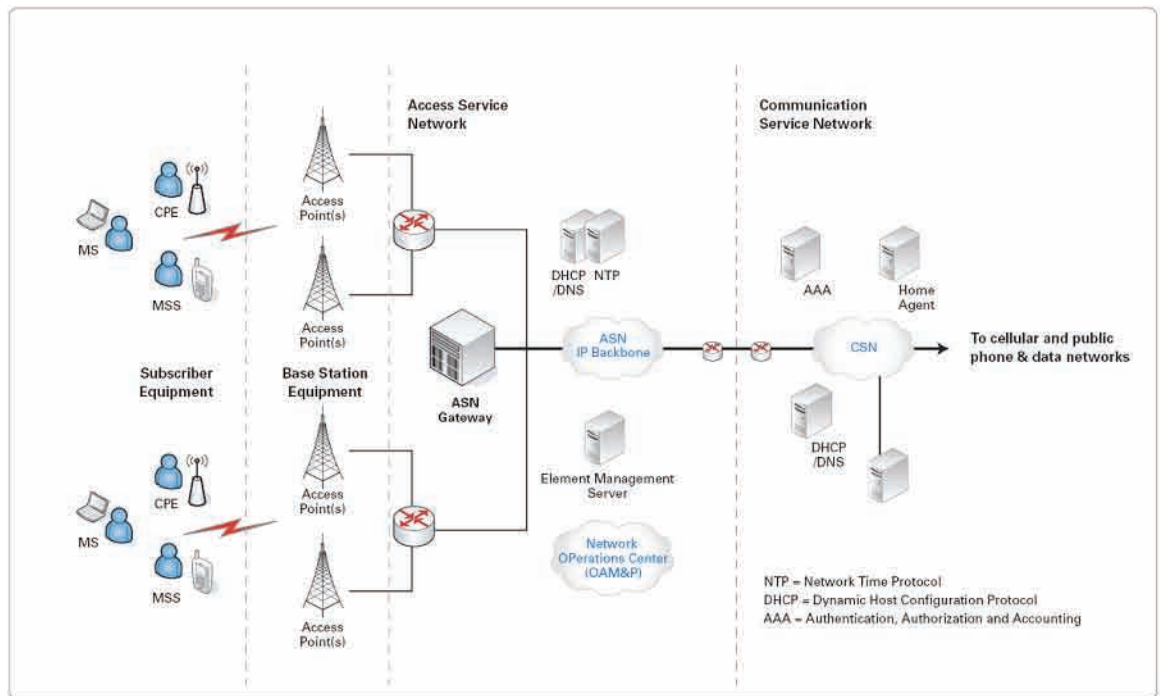 Access Service
Network
Communication
Service Network
CPE
MS
MSS
Access
Point(s)
Access
Point(s)
DHCP
/DNS
NTP
AAA
Home
Agent
ASN
IP Backbone
CSN
To cellular and public
phone & data networks
Subscriber
Equipment
Base Station
Equipment
ASN
Gateway
DHCP
/DNS
CPE
MS
MSS
Access
Point(s)
Access
Point(s)
Element Management
Server
Network
OPerations Center
(OAM&P)
NTP = Network Time Protocol
DHCP = Dynamic Host Configuration Protocol
AAA = Authentication, Authorization and Accounting